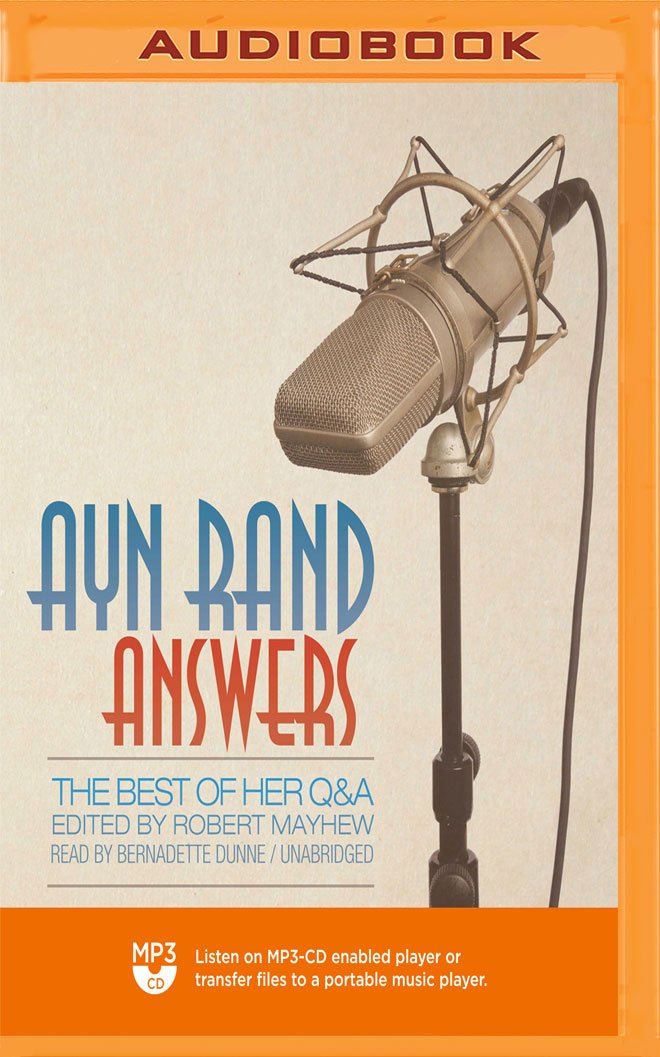 AUDIOBOOK
AYN RAND
ANSWERS
THE BEST OF HER Q&A
EDITED BY ROBERT MAYHEW
READ BY BERNADETTE DUNNE / UNABRIDGED
MP3
CD
Listen on MP3-CD enabled player or
transfer files to a portable music player.